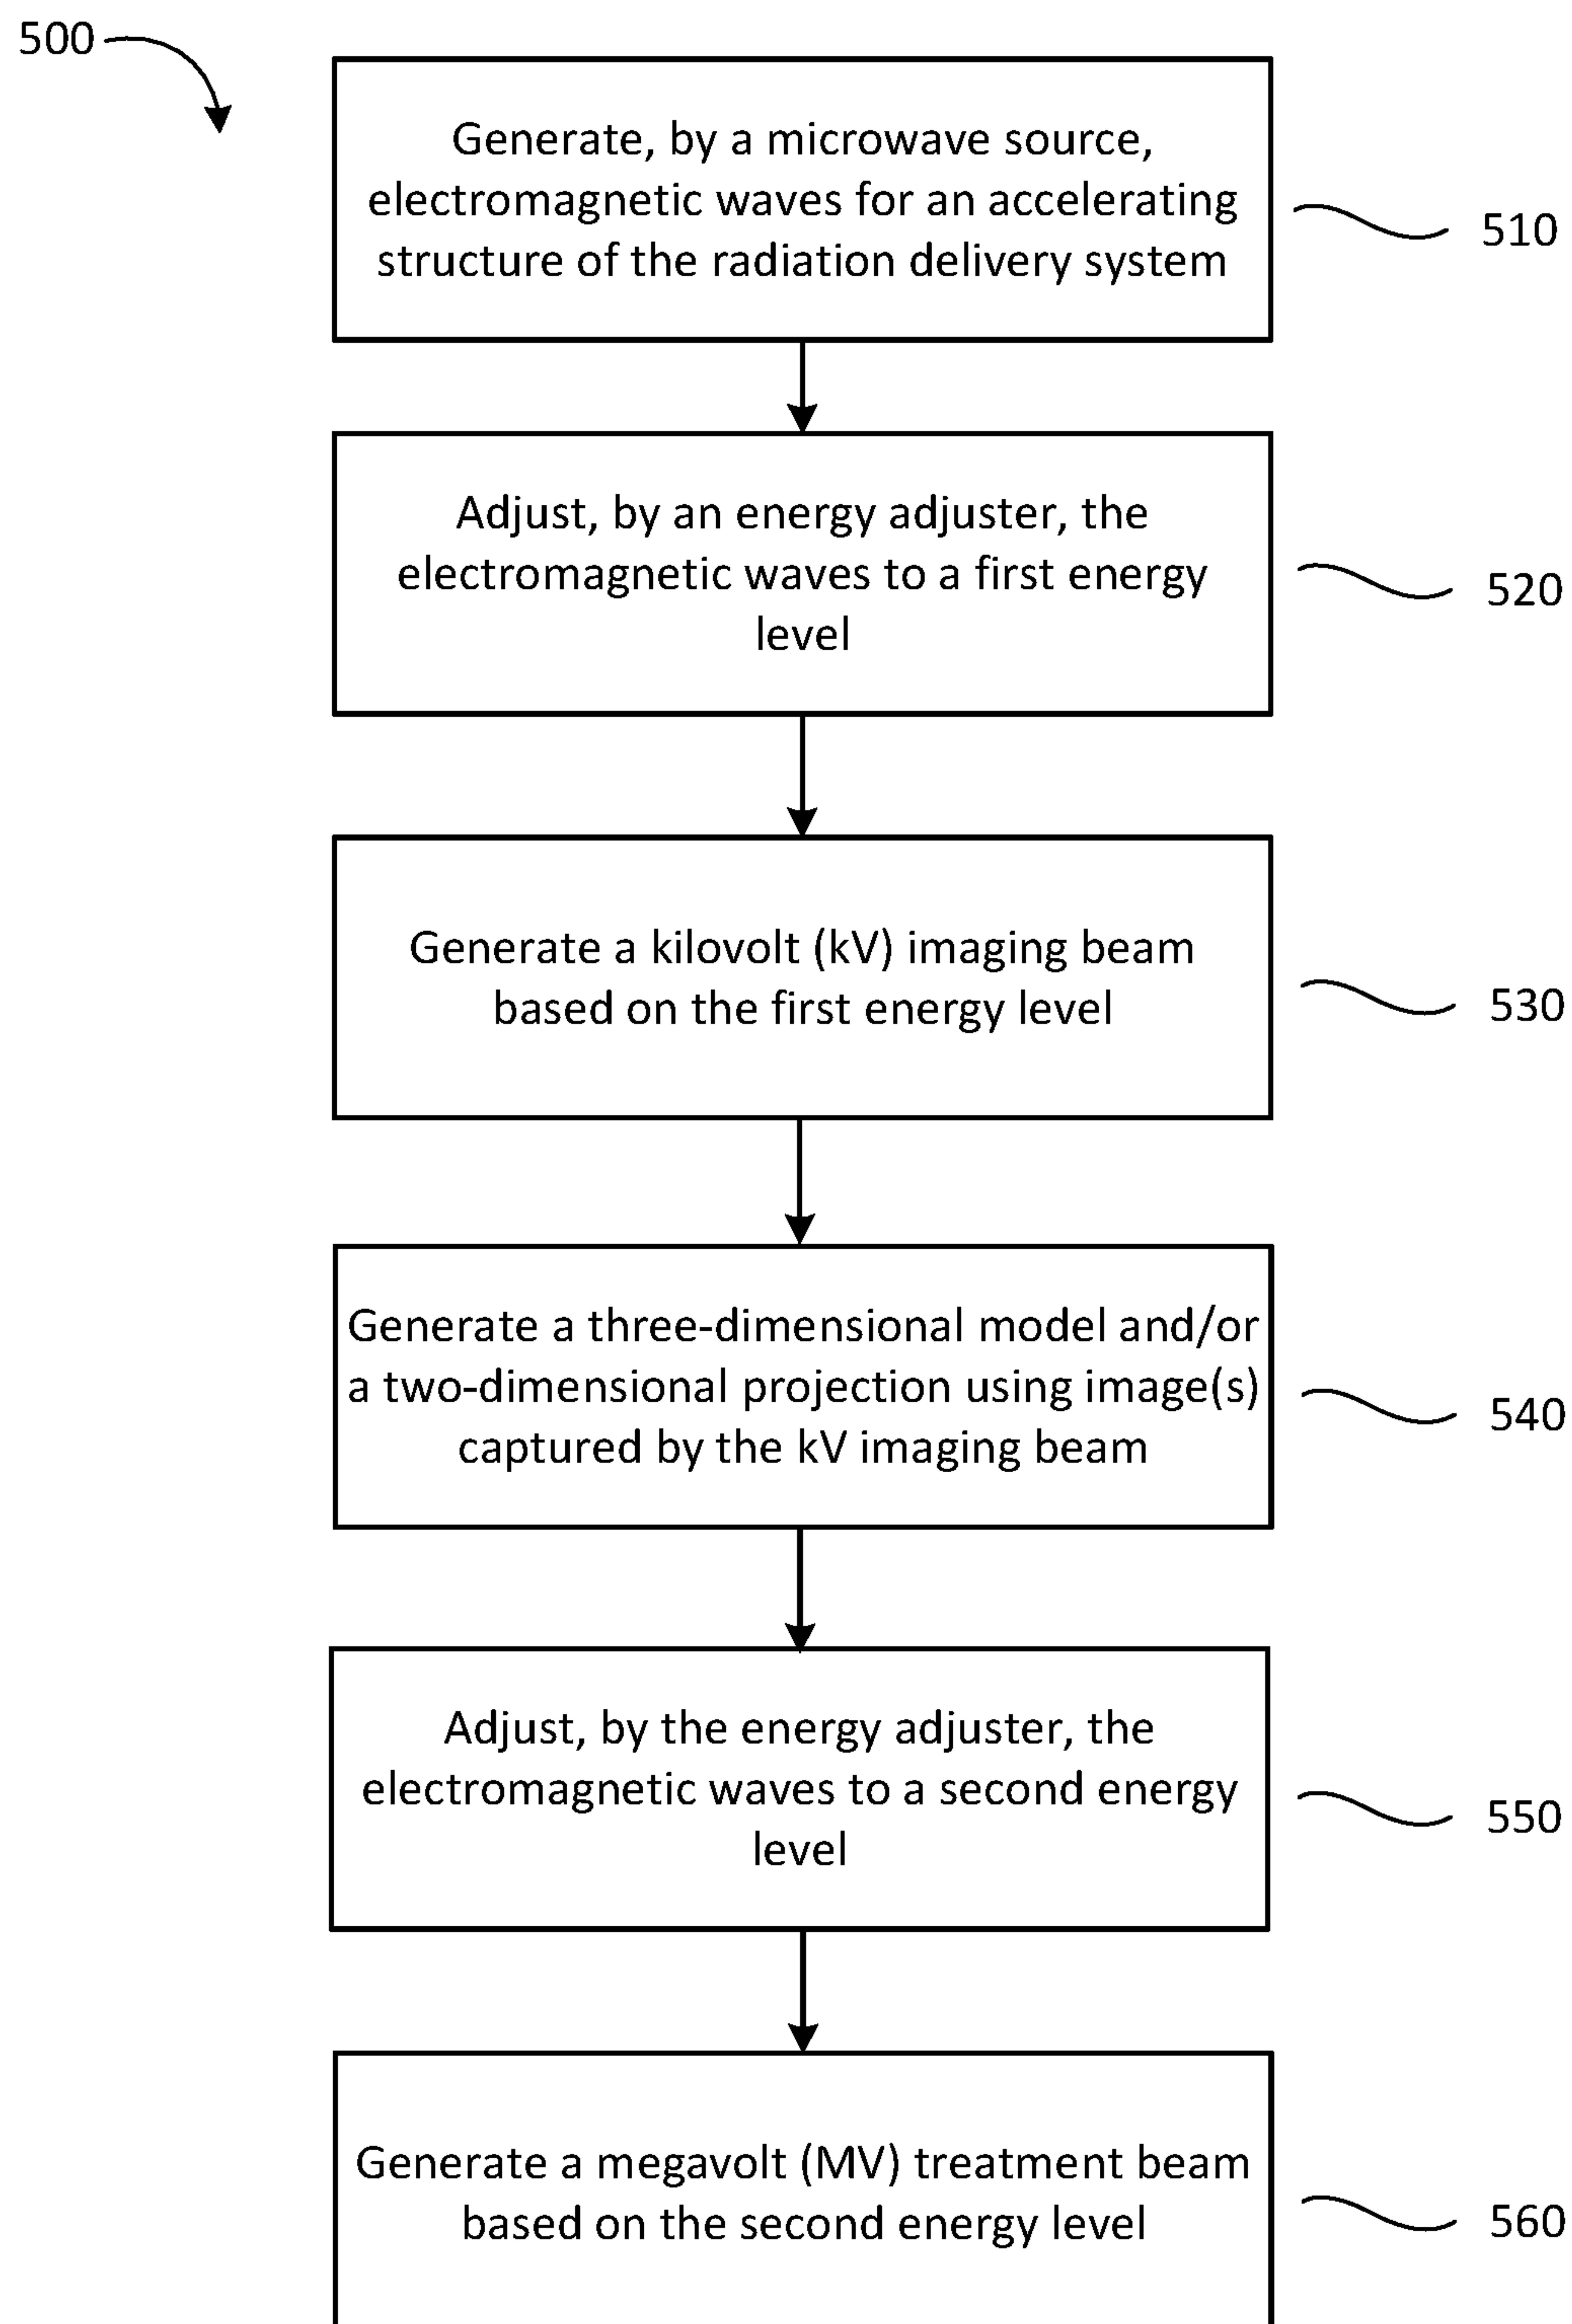 500
Generate, by a microwave source,
electromagnetic waves for an accelerating
structure of the radiation delivery system
510
Adjust, by an energy adjuster, the
electromagnetic waves to a first energy
level
520
Generate a kilovolt (kV) imaging beam
based on the first energy level
530
Generate a three-dimensional model and/or
a two-dimensional projection using image(s)
captured by the kV imaging beam
540
Adjust, by the energy adjuster, the
electromagnetic waves to a second energy
level
550
Generate a megavolt (MV) treatment beam
based on the second energy level
560